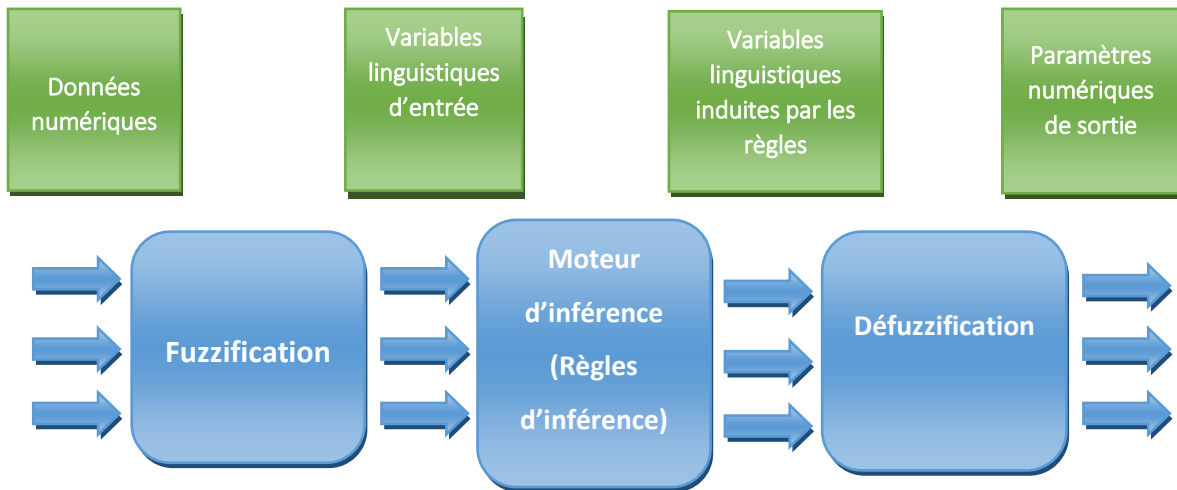 Données
numériques
Variables
linguistiques
d’entrée
Variables
linguistiques
induites par les
règles
Paramètres
numériques
de sortie
Fuzzification
Moteur
d’inférence
(Règles
d’inférence)
Défuzzification